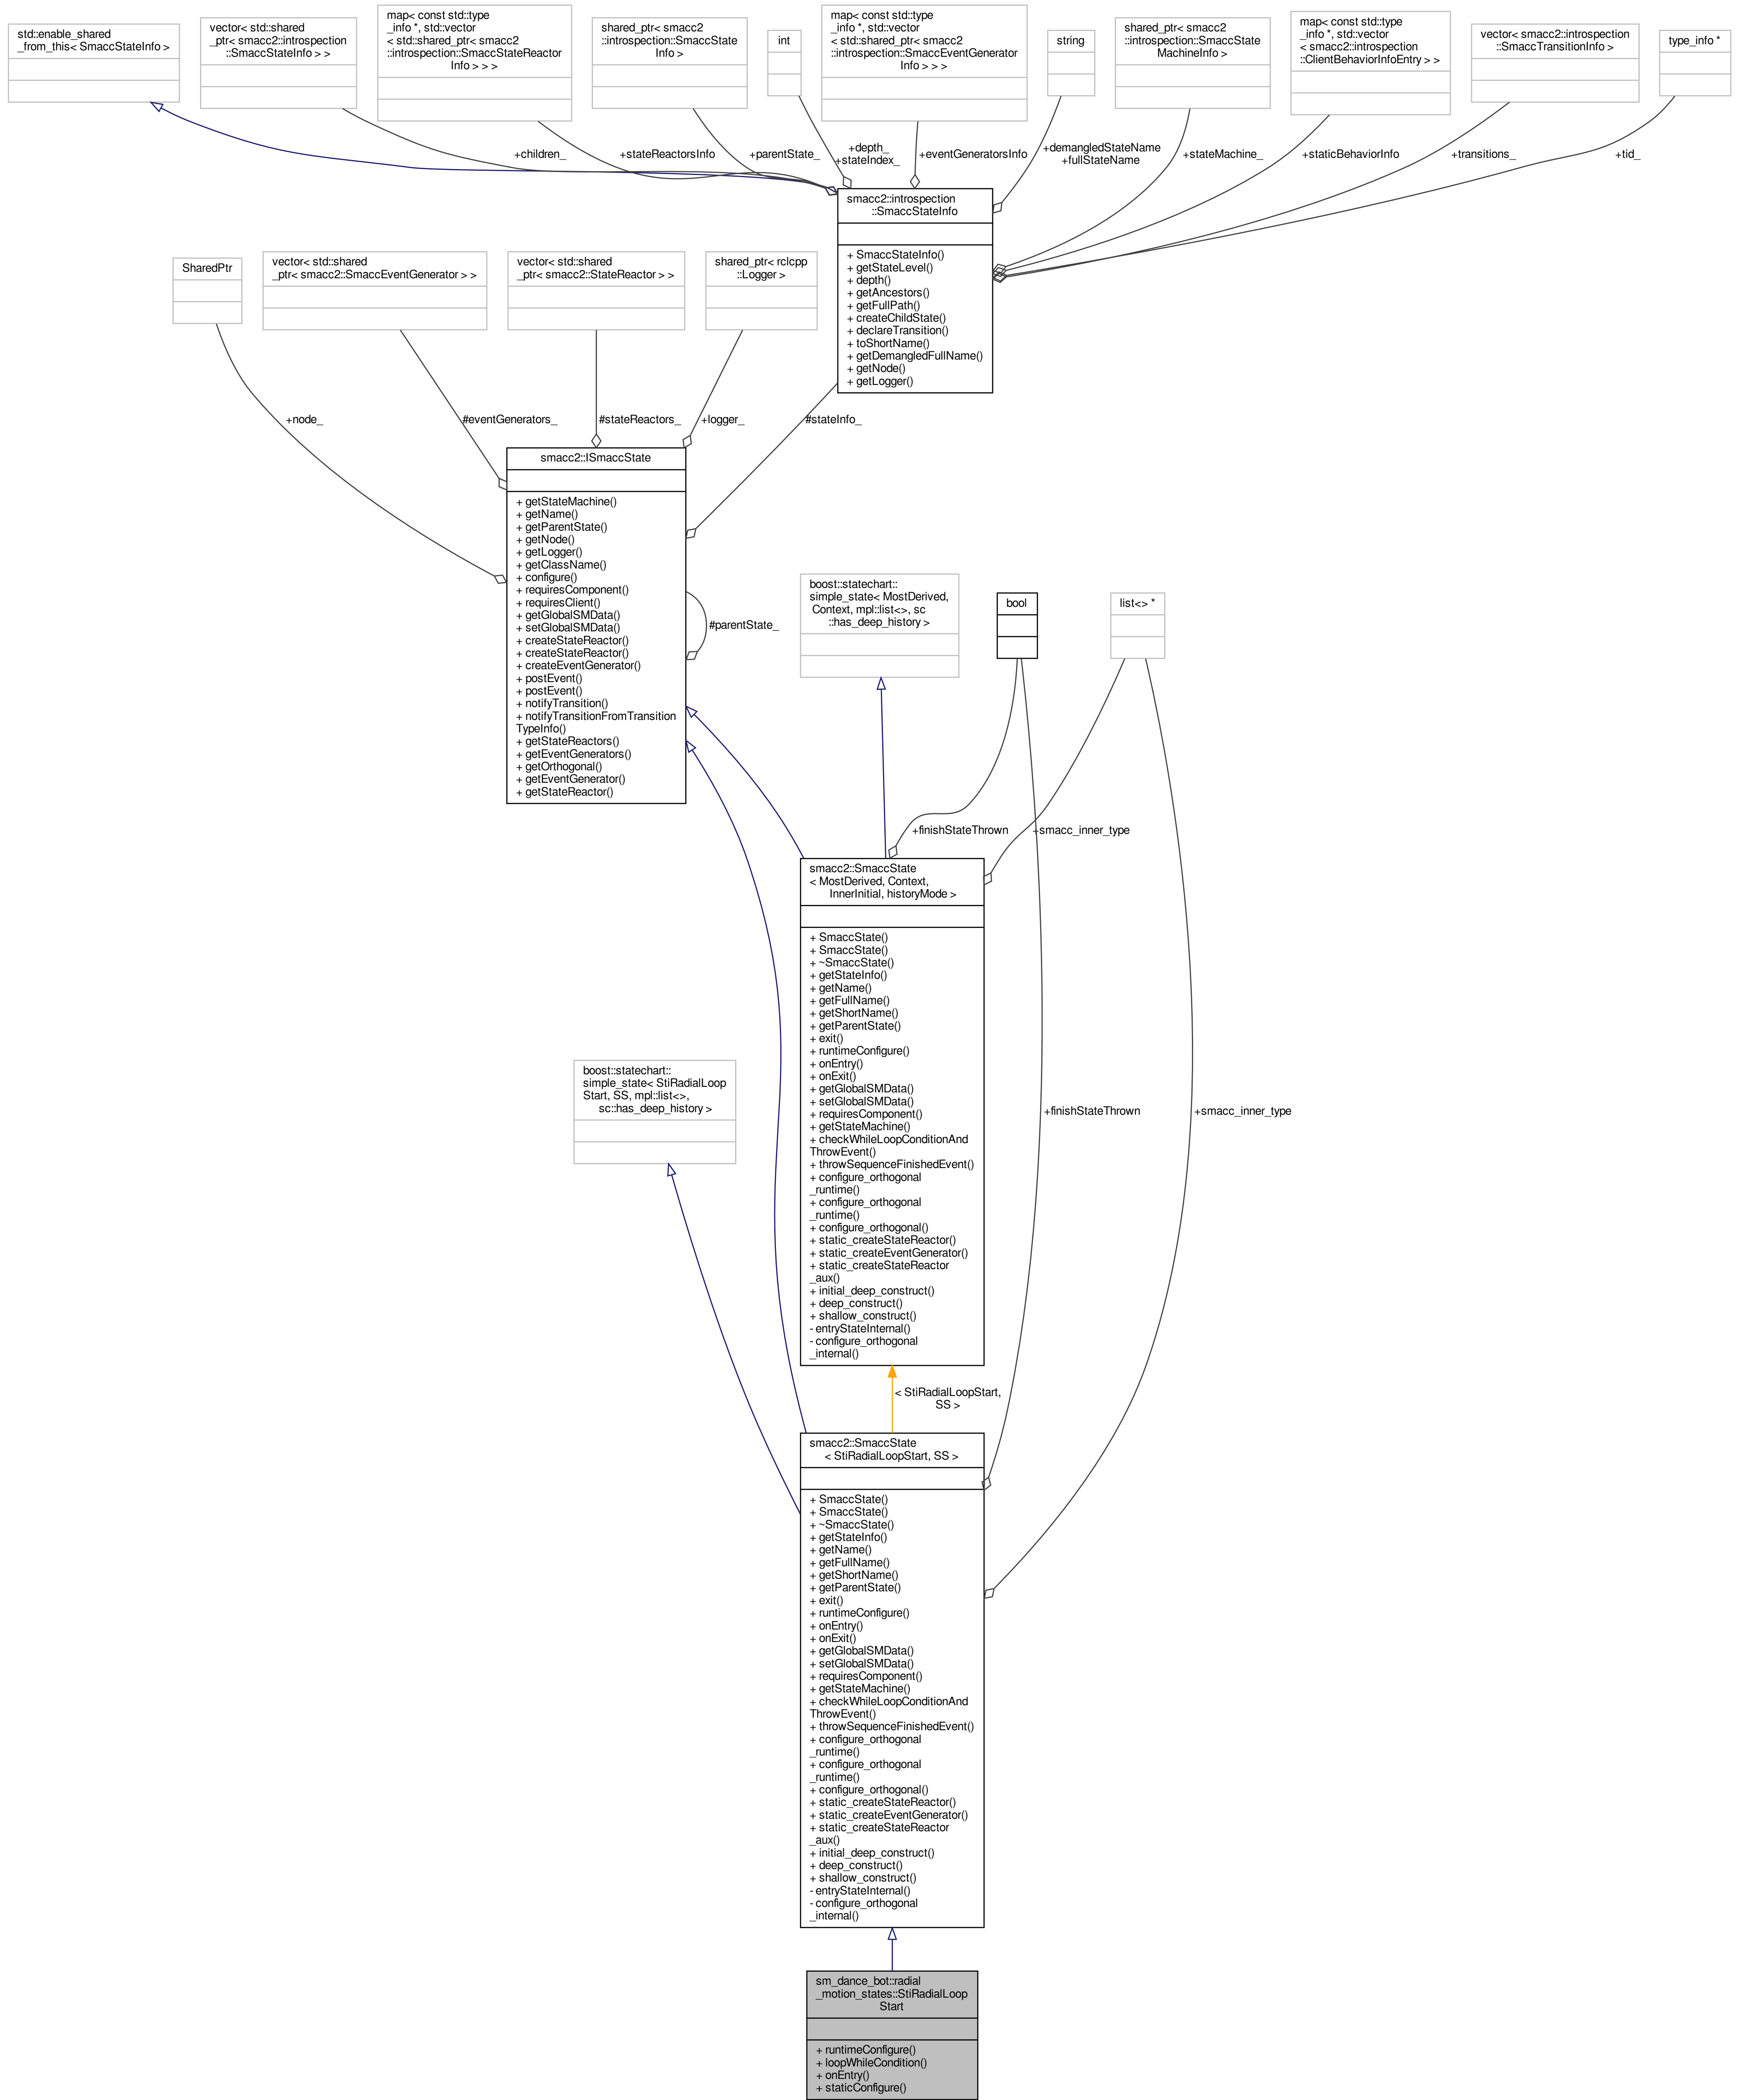 std::enable_shared
_from_this< SmaccStateInfo >
vector< std::shared
_ptr< smacc2::introspection
::SmaccStateInfo > >
map< const std::type
_info *, std::vector
< std::shared_ptr< smacc2
::introspection::SmaccStateReactor
Info > > >
shared_ptr< smacc2
::introspection::SmaccState
Info >
int
map< const std::type
_info *, std::vector
< std::shared_ptr< smacc2
::introspection::SmaccEventGenerator
Info > > >
string
shared_ptr< smacc2
::introspection::SmaccState
MachineInfo >
map< const std::type
_info *, std::vector
< smacc2::introspection
::ClientBehaviorInfoEntry > >
vector< smacc2::introspection
::SmaccTransitionInfo >
type_info *
+children_
+stateReactorsInfo
+parentState_
+depth_
+stateIndex_
+eventGeneratorsInfo
+demangledStateName
+fullStateName
+stateMachine_
+staticBehaviorInfo
+transitions_
+tid_
smacc2::introspection
::SmaccStateInfo
+ SmaccStateInfo()
+ getStateLevel()
+ depth()
+ getAncestors()
+ getFullPath()
+ createChildState()
+ declareTransition()
+ toShortName()
+ getDemangledFullName()
+ getNode()
+ getLogger()
SharedPtr
vector< std::shared
_ptr< smacc2::SmaccEventGenerator > >
vector< std::shared
_ptr< smacc2::StateReactor > >
shared_ptr< rclcpp
::Logger >
+node_
#eventGenerators_
#stateReactors_
+logger_
#stateInfo_
smacc2::ISmaccState
+ getStateMachine()
+ getName()
+ getParentState()
+ getNode()
+ getLogger()
+ getClassName()
+ configure()
+ requiresComponent()
+ requiresClient()
+ getGlobalSMData()
+ setGlobalSMData()
+ createStateReactor()
+ createStateReactor()
+ createEventGenerator()
+ postEvent()
+ postEvent()
+ notifyTransition()
+ notifyTransitionFromTransition
TypeInfo()
+ getStateReactors()
+ getEventGenerators()
+ getOrthogonal()
+ getEventGenerator()
+ getStateReactor()
#parentState_
boost::statechart::
simple_state< MostDerived,
Context, mpl::list<>, sc
::has_deep_history >
bool
list<> *
+finishStateThrown
+smacc_inner_type
smacc2::SmaccState
< MostDerived, Context,
InnerInitial, historyMode >
+ SmaccState()
+ SmaccState()
+ ~SmaccState()
+ getStateInfo()
+ getName()
+ getFullName()
+ getShortName()
+ getParentState()
+ exit()
+ runtimeConfigure()
+ onEntry()
+ onExit()
+ getGlobalSMData()
+ setGlobalSMData()
+ requiresComponent()
+ getStateMachine()
+ checkWhileLoopConditionAnd
ThrowEvent()
+ throwSequenceFinishedEvent()
+ configure_orthogonal
_runtime()
+ configure_orthogonal
_runtime()
+ configure_orthogonal()
+ static_createStateReactor()
+ static_createEventGenerator()
+ static_createStateReactor
_aux()
+ initial_deep_construct()
+ deep_construct()
+ shallow_construct()
- entryStateInternal()
- configure_orthogonal
_internal()
boost::statechart::
simple_state< StiRadialLoop
Start, SS, mpl::list<>,
sc::has_deep_history >
+finishStateThrown
+smacc_inner_type
< StiRadialLoopStart,
SS >
smacc2::SmaccState
< StiRadialLoopStart, SS >
+ SmaccState()
+ SmaccState()
+ ~SmaccState()
+ getStateInfo()
+ getName()
+ getFullName()
+ getShortName()
+ getParentState()
+ exit()
+ runtimeConfigure()
+ onEntry()
+ onExit()
+ getGlobalSMData()
+ setGlobalSMData()
+ requiresComponent()
+ getStateMachine()
+ checkWhileLoopConditionAnd
ThrowEvent()
+ throwSequenceFinishedEvent()
+ configure_orthogonal
_runtime()
+ configure_orthogonal
_runtime()
+ configure_orthogonal()
+ static_createStateReactor()
+ static_createEventGenerator()
+ static_createStateReactor
_aux()
+ initial_deep_construct()
+ deep_construct()
+ shallow_construct()
- entryStateInternal()
- configure_orthogonal
_internal()
sm_dance_bot::radial
_motion_states::StiRadialLoop
Start
+ runtimeConfigure()
+ loopWhileCondition()
+ onEntry()
+ staticConfigure()